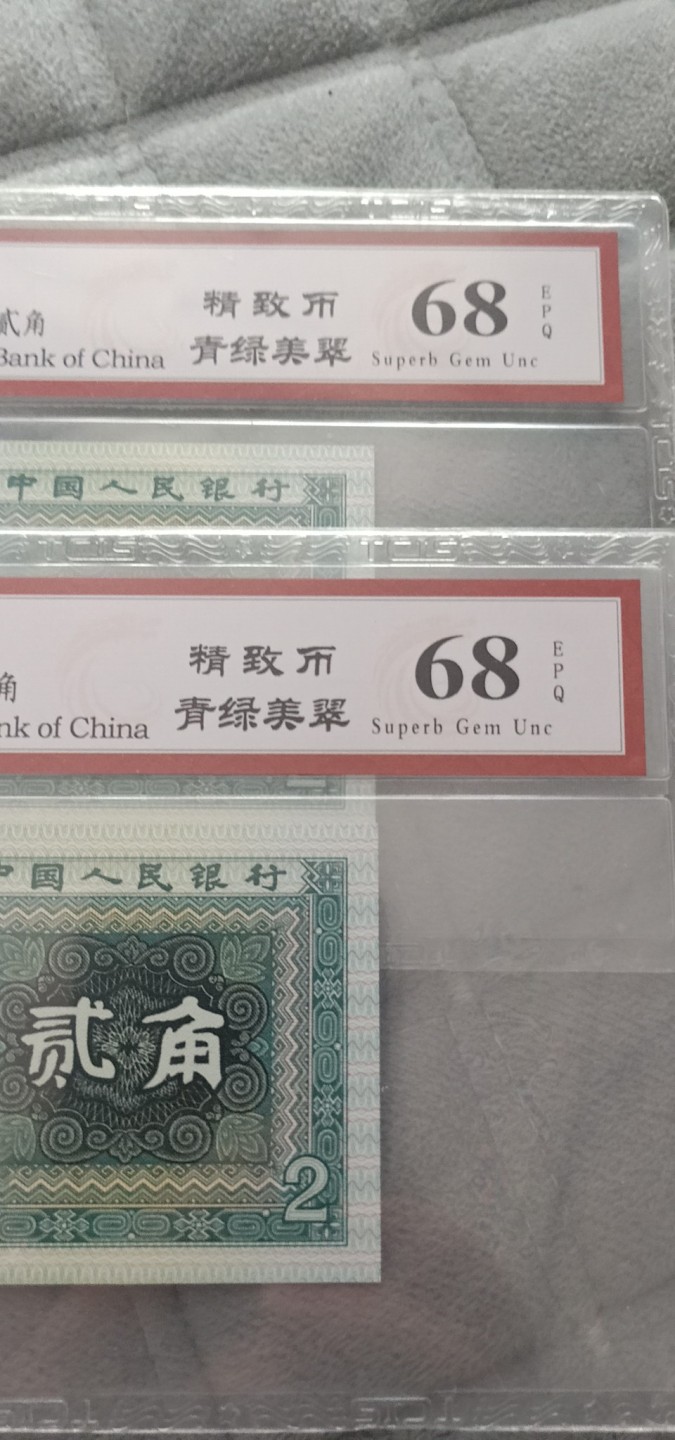 贰角
Bank of China
精致币
青绿美翠
68
EPQ
Superb Gem Unc
中国人民银行
角
nk of China
精致币
青绿美翠
68
EPQ
Superb Gem Unc
中国人民银行
贰角
2